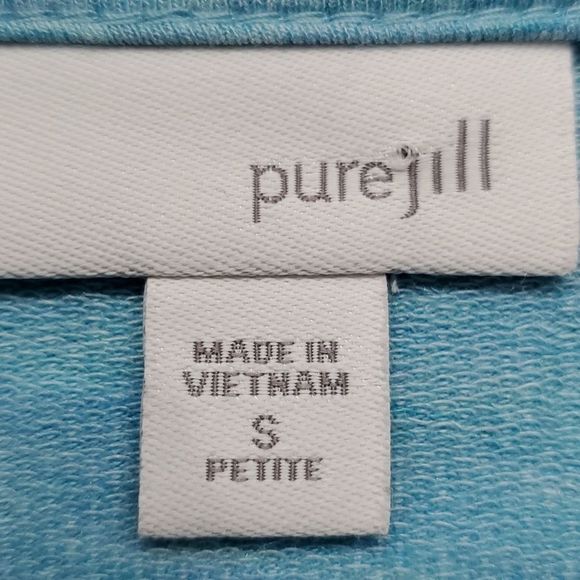 purejill
MADE IN
VIETNAM
S
PETITE